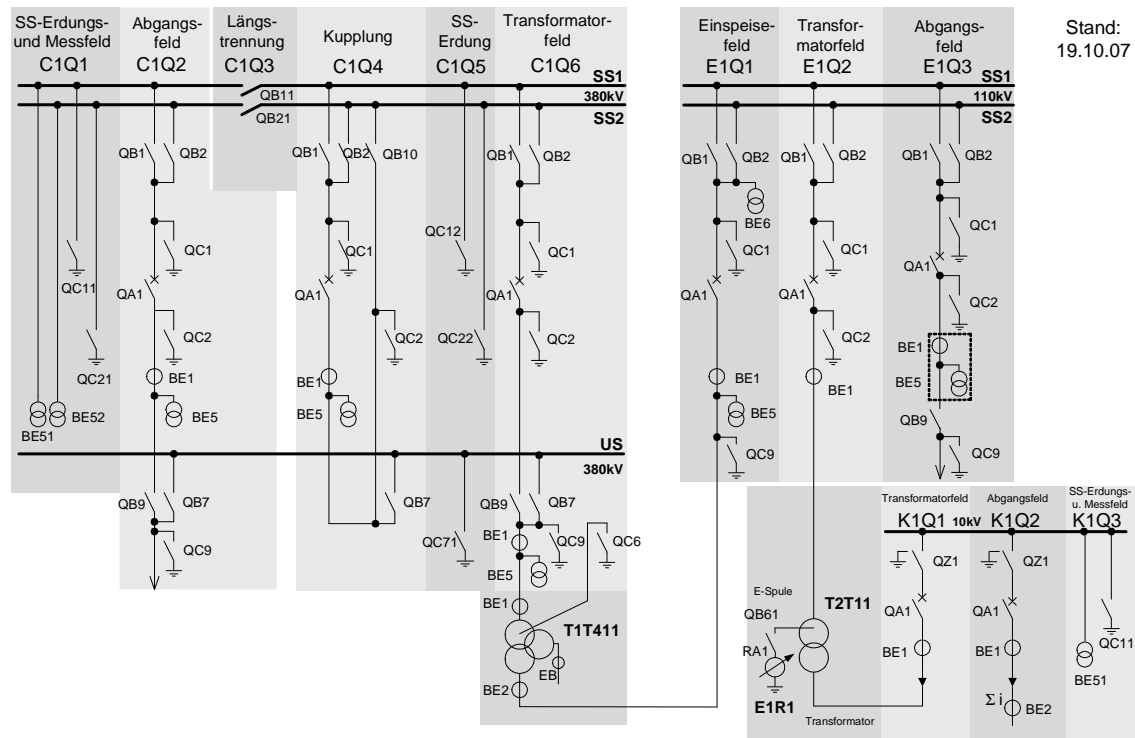 SS-Erdungs-
und Messfeld
C1Q1
Abgangs-
feld
C1Q2
Längs-
trennung
C1Q3
Kupplung
C1Q4
SS-
Erdung
C1Q5
Transformator-
feld
C1Q6
Einspeise-
feld
E1Q1
Transfor-
matorfeld
E1Q2
Abgangs-
feld
E1Q3
Stand:
19.10.07
SS1
380kV
SS2
QB11
QB21
SS1
110kV
SS2
QB1
QB2
QB1
QB2
QB10
QB1
QB2
QB1
QB2
QB1
QB2
QB1
QB2
BE6
QC1
QC1
QC12
QC1
QC1
QC1
QC1
QC11
QA1
QA1
QA1
QA1
QA1
QA1
QC2
QC21
QC2
QC2
QC22
QC2
QC2
BE1
BE1
BE1
BE1
BE1
BE51
BE52
BE5
BE5
BE5
BE5
QB9
QC9
QC9
US
380kV
QB9
QB7
QC9
QB7
QC71
QB9
QB7
BE1
QC9
QC6
BE5
BE1
T1T411
EB
BE2
Transformatorfeld
K1Q1
10kV
Abgangsfeld
K1Q2
SS-Erdungs-
u. Messfeld
K1Q3
QZ1
QZ1
E-Spule
QB61
T2T11
RA1
E1R1
Transformator
QA1
QA1
QC11
BE1
BE1
BE51
Σi
BE2